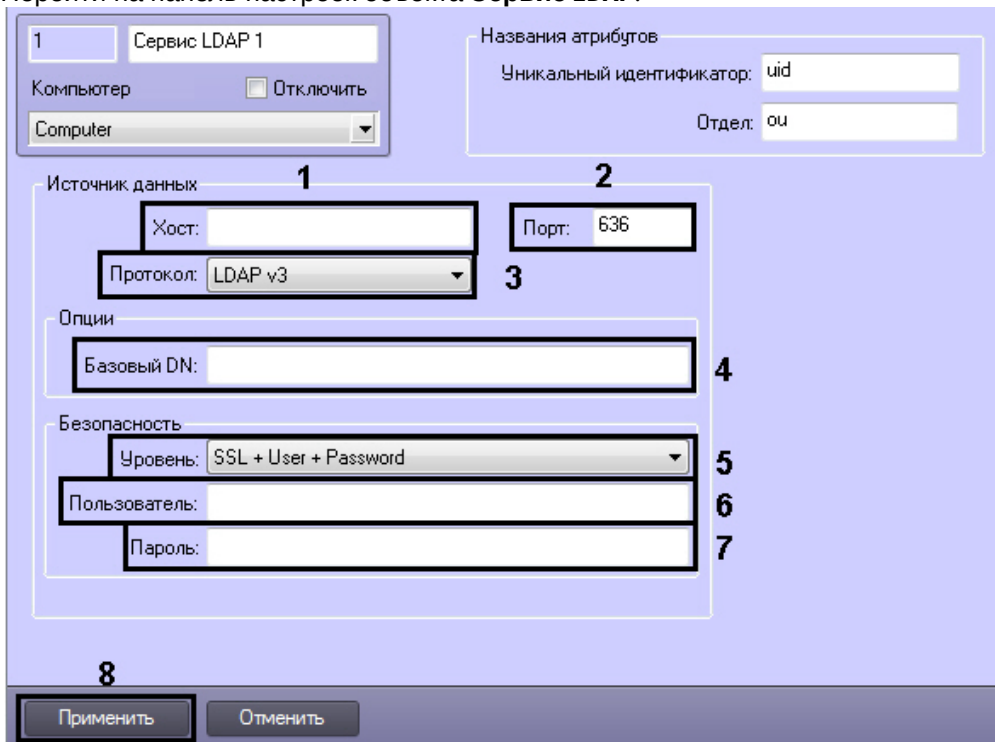 Перейти на панель настроек объекта Сервис LDAP.
1 Сервис LDAP 1
Компьютер Отключить
Computer
Названия атрибутов
Уникальный идентификатор: uid
Отдел: ou
Источник данных
1
2
Хост:
Порт: 636
Протокол: LDAP v3
3
Опции
Базовый DN:
4
Безопасность
Уровень: SSL + User + Password
5
Пользователь:
6
Пароль:
7
8
Применить Отменить